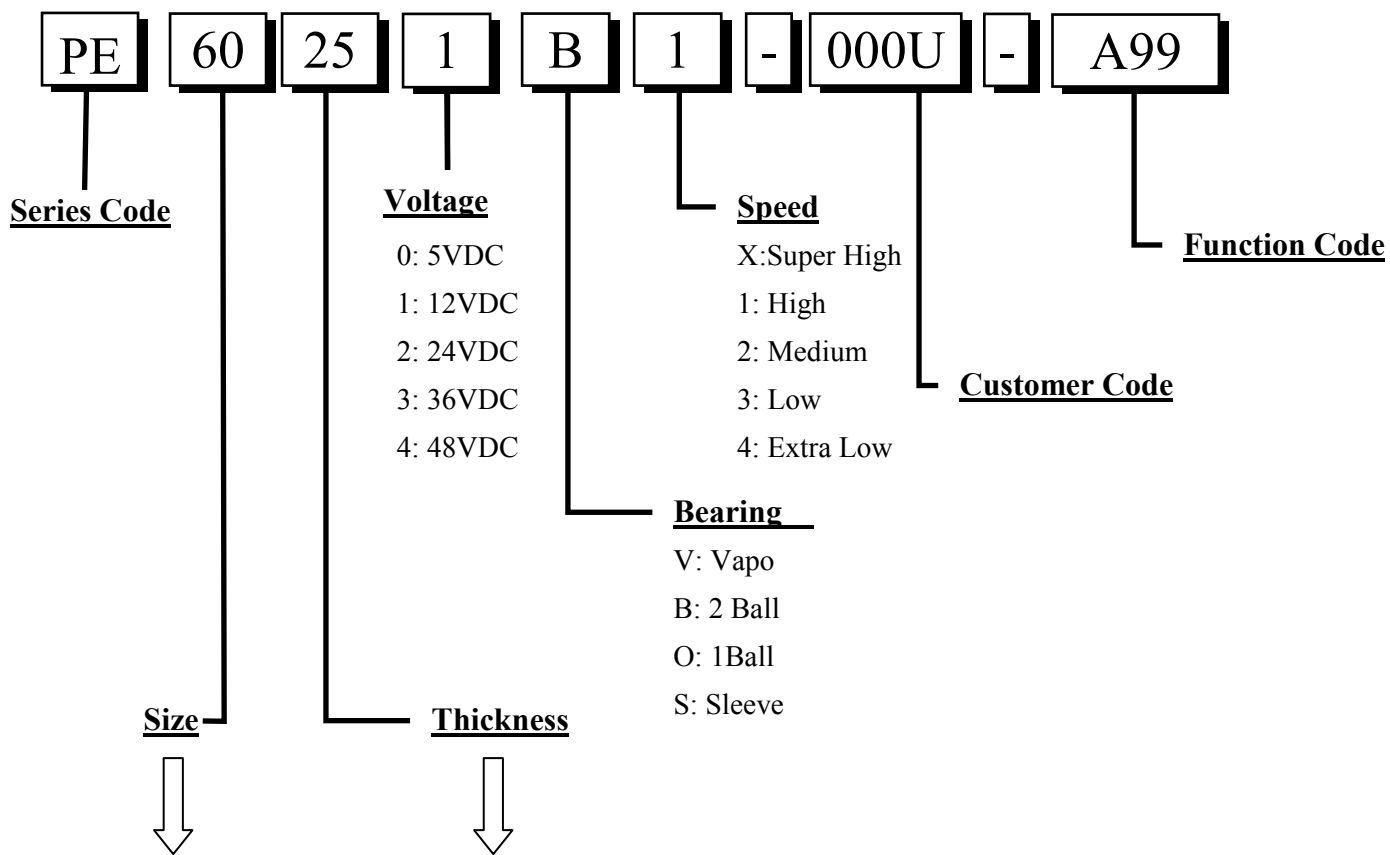 PE 60 25 1 B 1 - 000U - A99
Series Code
Voltage
0: 5VDC
1: 12VDC
2: 24VDC
3: 36VDC
4: 48VDC
Speed
X:Super High
1: High
2: Medium
3: Low
4: Extra Low
Function Code
Customer Code
Bearing
V: Vapo
B: 2 Ball
O: 1Ball
S: Sleeve
Size
Thickness